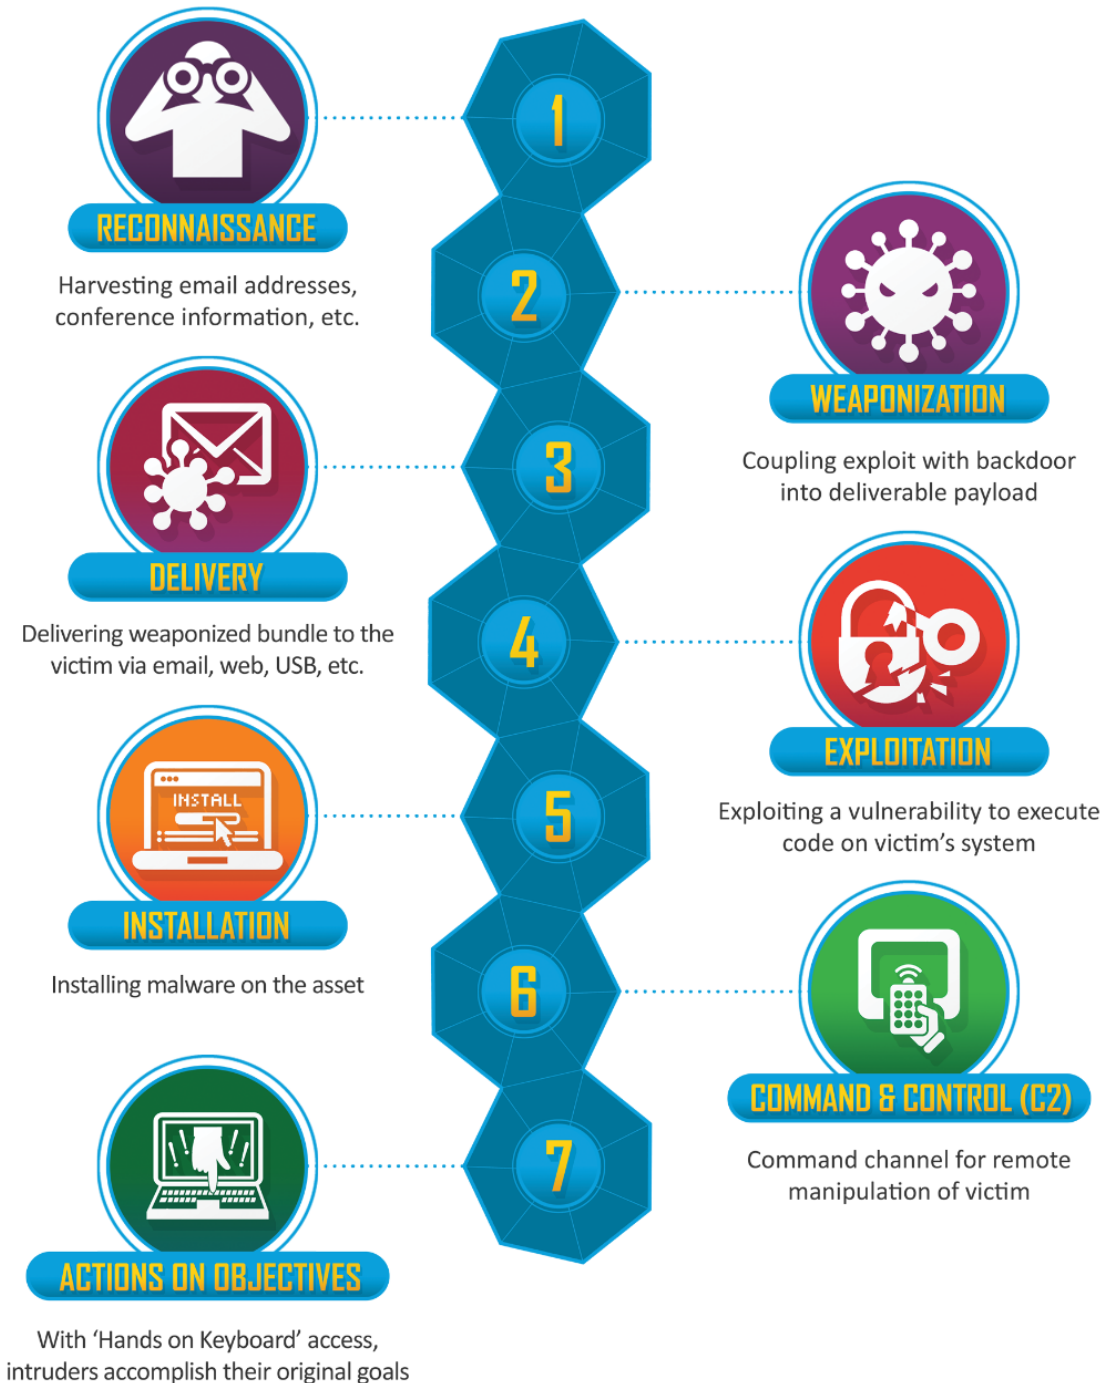 1
RECONNAISSANCE
Harvesting email addresses,
conference information, etc.
2
WEAPONIZATION
Coupling exploit with backdoor
into deliverable payload
3
DELIVERY
Delivering weaponized bundle to the
victim via email, web, USB, etc.
4
EXPLOITATION
Exploiting a vulnerability to execute
code on victim’s system
5
INSTALL
INSTALLATION
Installing malware on the asset
6
COMMAND & CONTROL (C2)
Command channel for remote
manipulation of victim
7
ACTIONS ON OBJECTIVES
With ‘Hands on Keyboard’ access,
intruders accomplish their original goals